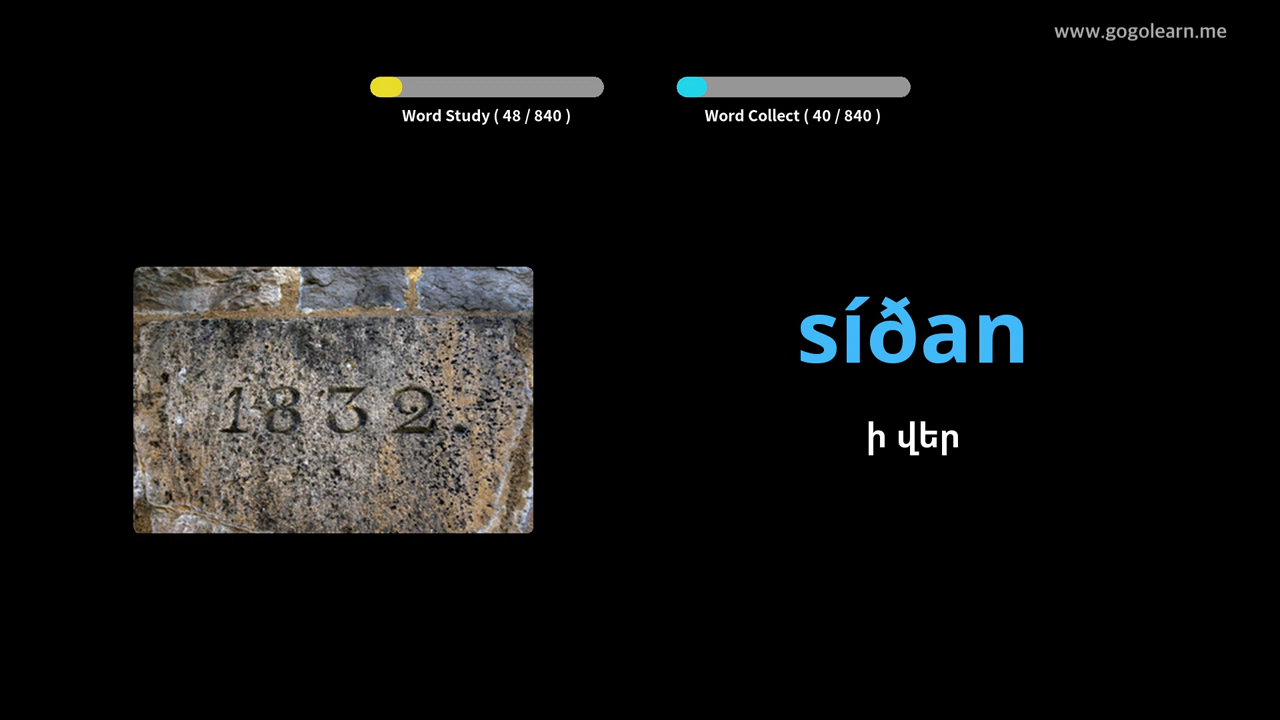 www.gogolearn.me
Word Study ( 48 / 840 )
Word Collect ( 40 / 840 )
1832.
síðan
ի վեր